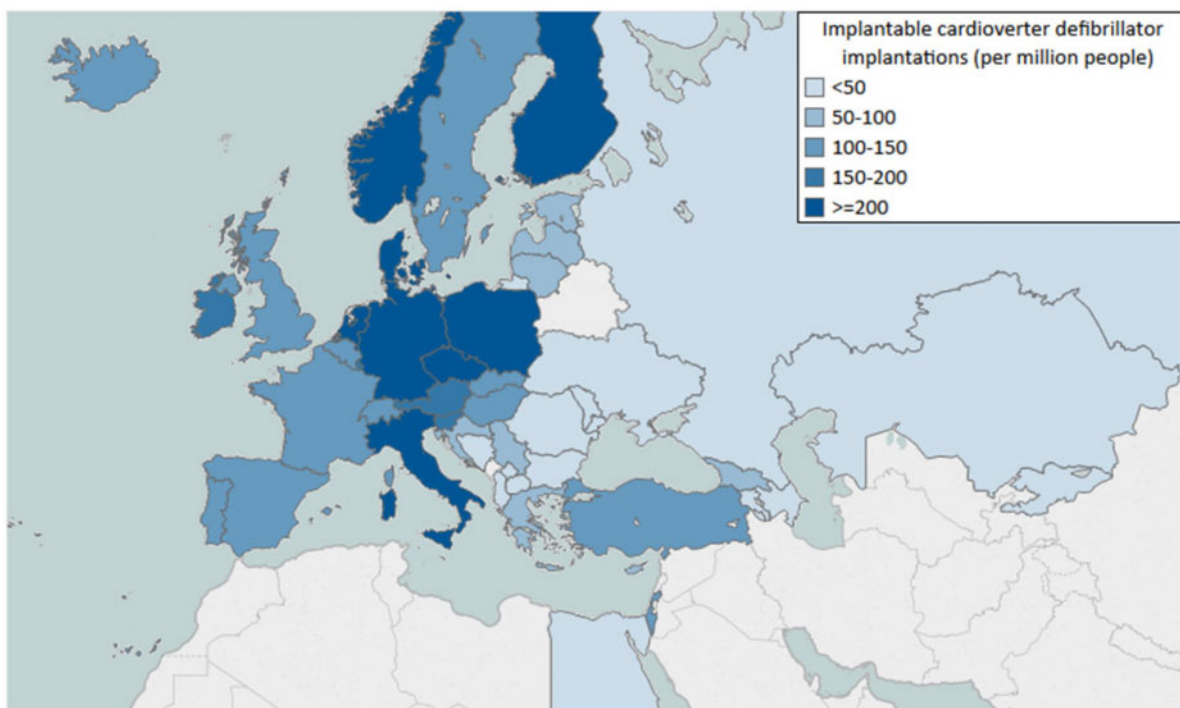 Implantable cardioverter defibrillator
implantations (per million people)
<50
50-100
100-150
150-200
>=200